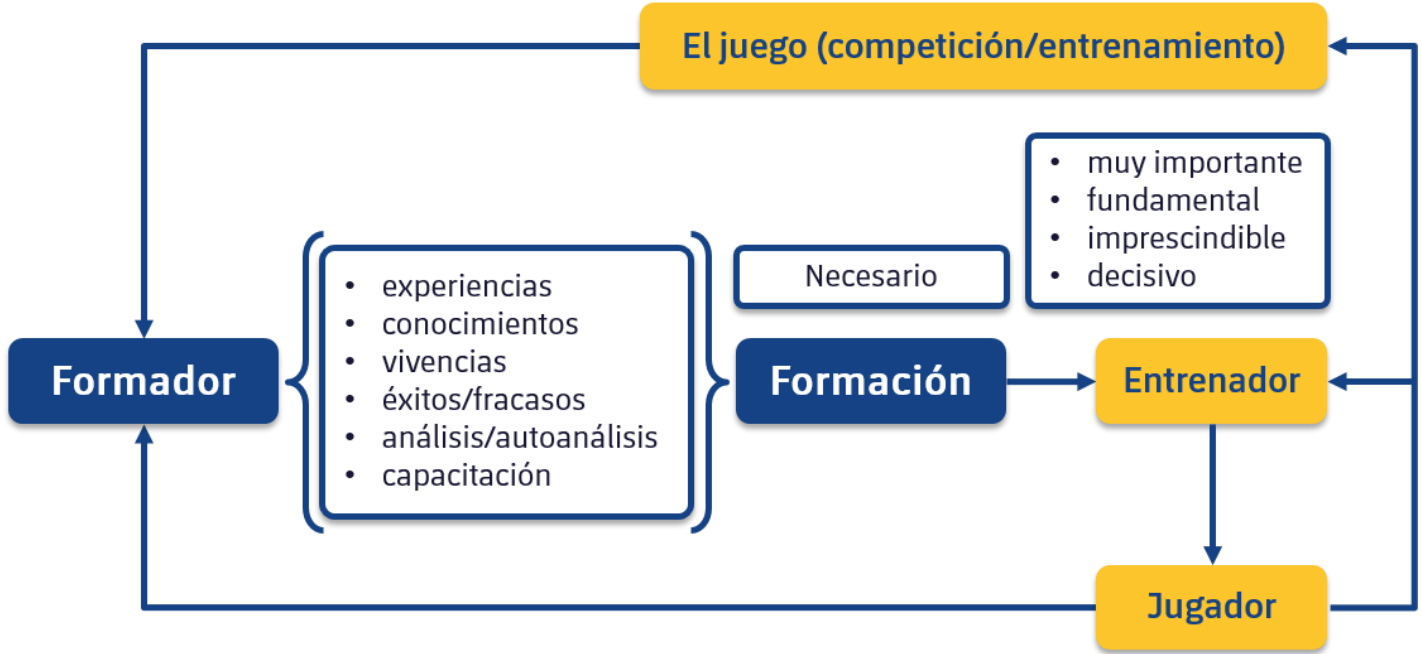 El juego (competición/entrenamiento)
• muy importante
• fundamental
• imprescindible
• decisivo
Necesario
• experiencias
• conocimientos
• vivencias
• éxitos/fracasos
• análisis/autoanálisis
• capacitación
Formador
Formación
Entrenador
Jugador